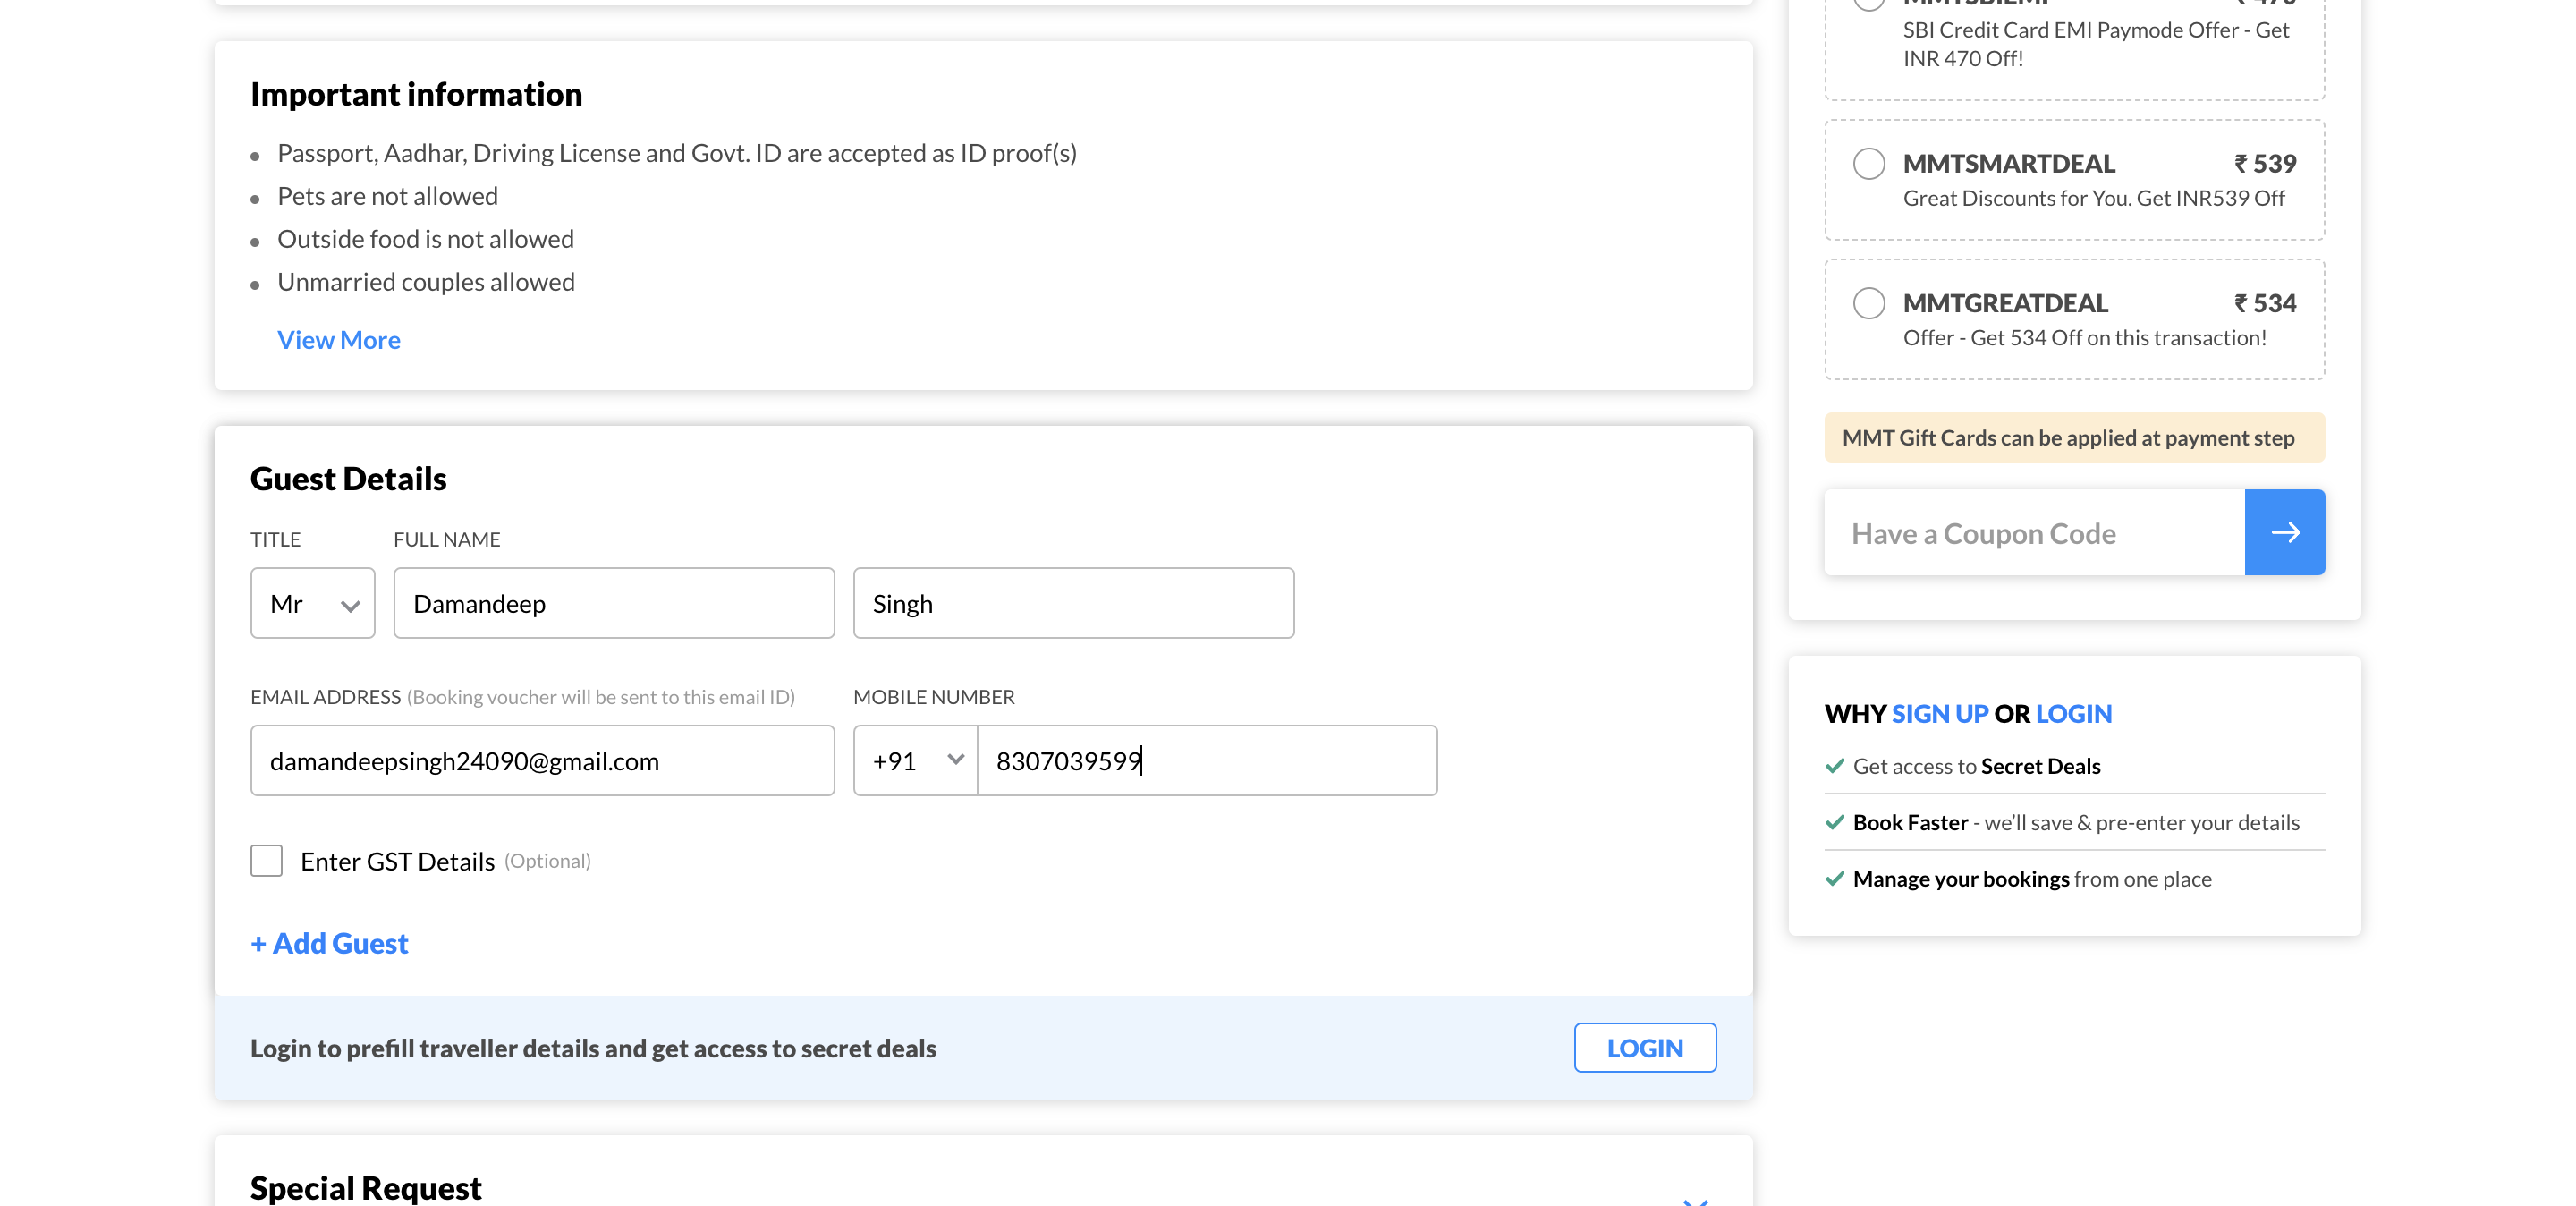 Important information
Passport, Aadhar, Driving License and Govt. ID are accepted as ID proof(s)
Pets are not allowed
Outside food is not allowed
Unmarried couples allowed
View More
Guest Details
TITLE
FULL NAME
Mr
Damandeep
Singh
EMAIL ADDRESS (Booking voucher will be sent to this email ID)
MOBILE NUMBER
damandeepsingh24090@gmail.com
+91
8307039599
Enter GST Details (Optional)
+ Add Guest
Login to prefill traveller details and get access to secret deals
LOGIN
Special Request
MMTSBIEMI ₹ 470
SBI Credit Card EMI Paymode Offer - Get
INR 470 Off!
MMTSMARTDEAL ₹ 539
Great Discounts for You. Get INR539 Off
MMTGREATDEAL ₹ 534
Offer - Get 534 Off on this transaction!
MMT Gift Cards can be applied at payment step
Have a Coupon Code
WHY SIGN UP OR LOGIN
Get access to Secret Deals
Book Faster - we'll save & pre-enter your details
Manage your bookings from one place